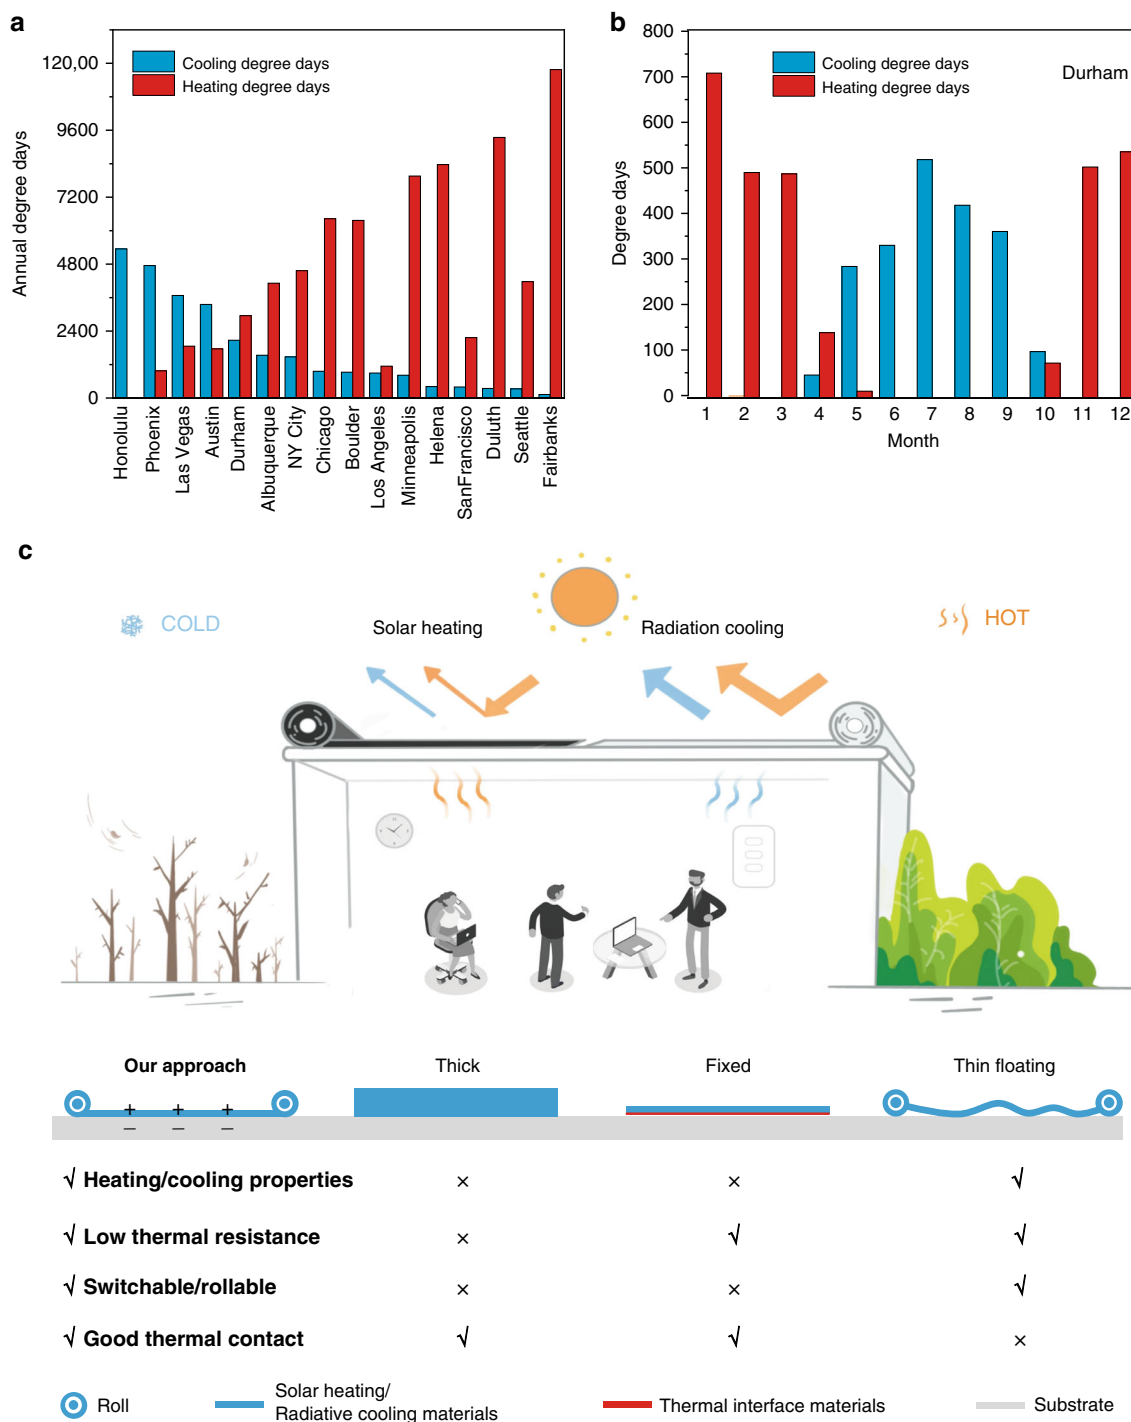 a
120,00
9600
7200
4800
2400
0
Annual degree days
Cooling degree days
Heating degree days
Honolulu
Phoenix
Las Vegas
Austin
Durham
Albuquerque
NY City
Chicago
Boulder
Los Angeles
Minneapolis
Helena
SanFrancisco
Duluth
Seattle
Fairbanks
b
800
700
600
500
400
300
200
100
0
Degree days
Cooling degree days
Heating degree days
Durham
1 2 3 4 5 6 7 8 9 10 11 12
Month
c
COLD
Solar heating
Radiation cooling
HOT
Our approach Thick Fixed Thin floating
+ + +
– – –
√ Heating/cooling properties × × √
√ Low thermal resistance × √ √
√ Switchable/rollable × × √
√ Good thermal contact √ √ ×
Roll
Solar heating/
Radiative cooling materials
Thermal interface materials
Substrate